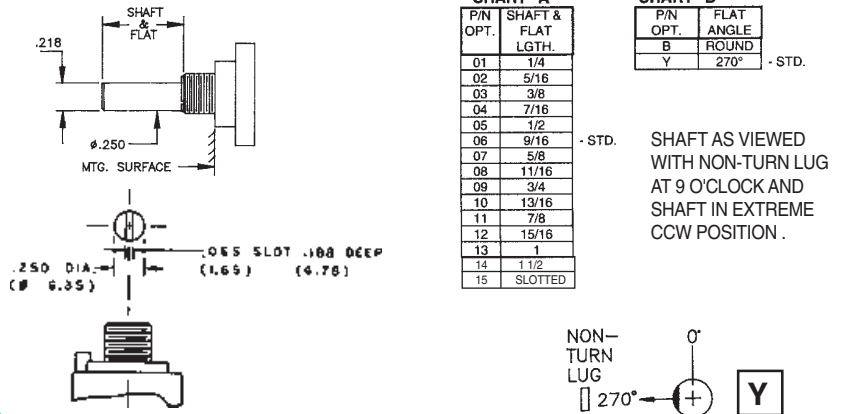 SHAFT
&
FLAT
.218
ø.250
MTG. SURFACE
.250 DIA.
(Ø 6.35)
.065 SLOT .188 DEEP
(1.65) (4.78)
CHART "A"
P/N OPT. SHAFT & FLAT LGTH.
01 1/4
02 5/16
03 3/8
04 7/16
05 1/2
06 9/16 - STD.
07 5/8
08 11/16
09 3/4
10 13/16
11 7/8
12 15/16
13 1
14 1 1/2
15 SLOTTED
P/N OPT. FLAT ANGLE
B ROUND
Y 270° - STD.
SHAFT AS VIEWED
WITH NON-TURN LUG
AT 9 O'CLOCK AND
SHAFT IN EXTREME
CCW POSITION .
NON-
TURN
LUG
0°
270°
Y